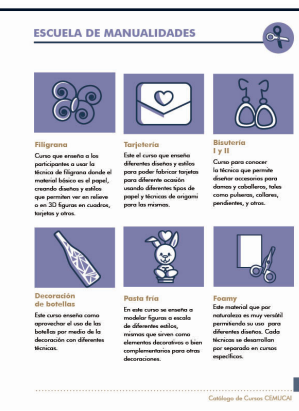 ESCUELA DE MANUALIDADES
Filigrana
Curso que enseña a los
participantes a usar la
técnica de filigrana donde el
material básico es el papel,
creando diseños y estilos
que permiten ver en relieve
o en 3D figuras en cuadros,
tarjetas y otros.
Tarjetería
Este el curso que enseña
diferentes diseños y estilos
para poder fabricar tarjetas
para diferente ocasión
usando diferentes tipos de
papel y técnicas de origami
para las mismas.
Bisutería
I y II
Curso para conocer
la técnica que permite
diseñar accesorios para
damas y caballeros, tales
como pulseras, collares,
pendientes, y otros.
Decoración
de botellas
Este curso enseña como
aprovechar el uso de las
botellas por medio de la
decoración con diferentes
técnicas.
Pasta fría
En este curso se enseña a
modelar figuras a escala
de diferentes estilos,
mismas que sirven como
elementos decorativos o bien
complementarios para otras
decoraciones.
Foamy
Este material que por
naturaleza es muy versátil
permitiendo su uso para
diferentes diseños. Cada
técnicas se desarrollan
por separado en cursos
específicos.
Catálogo de Cursos CEMUCAI